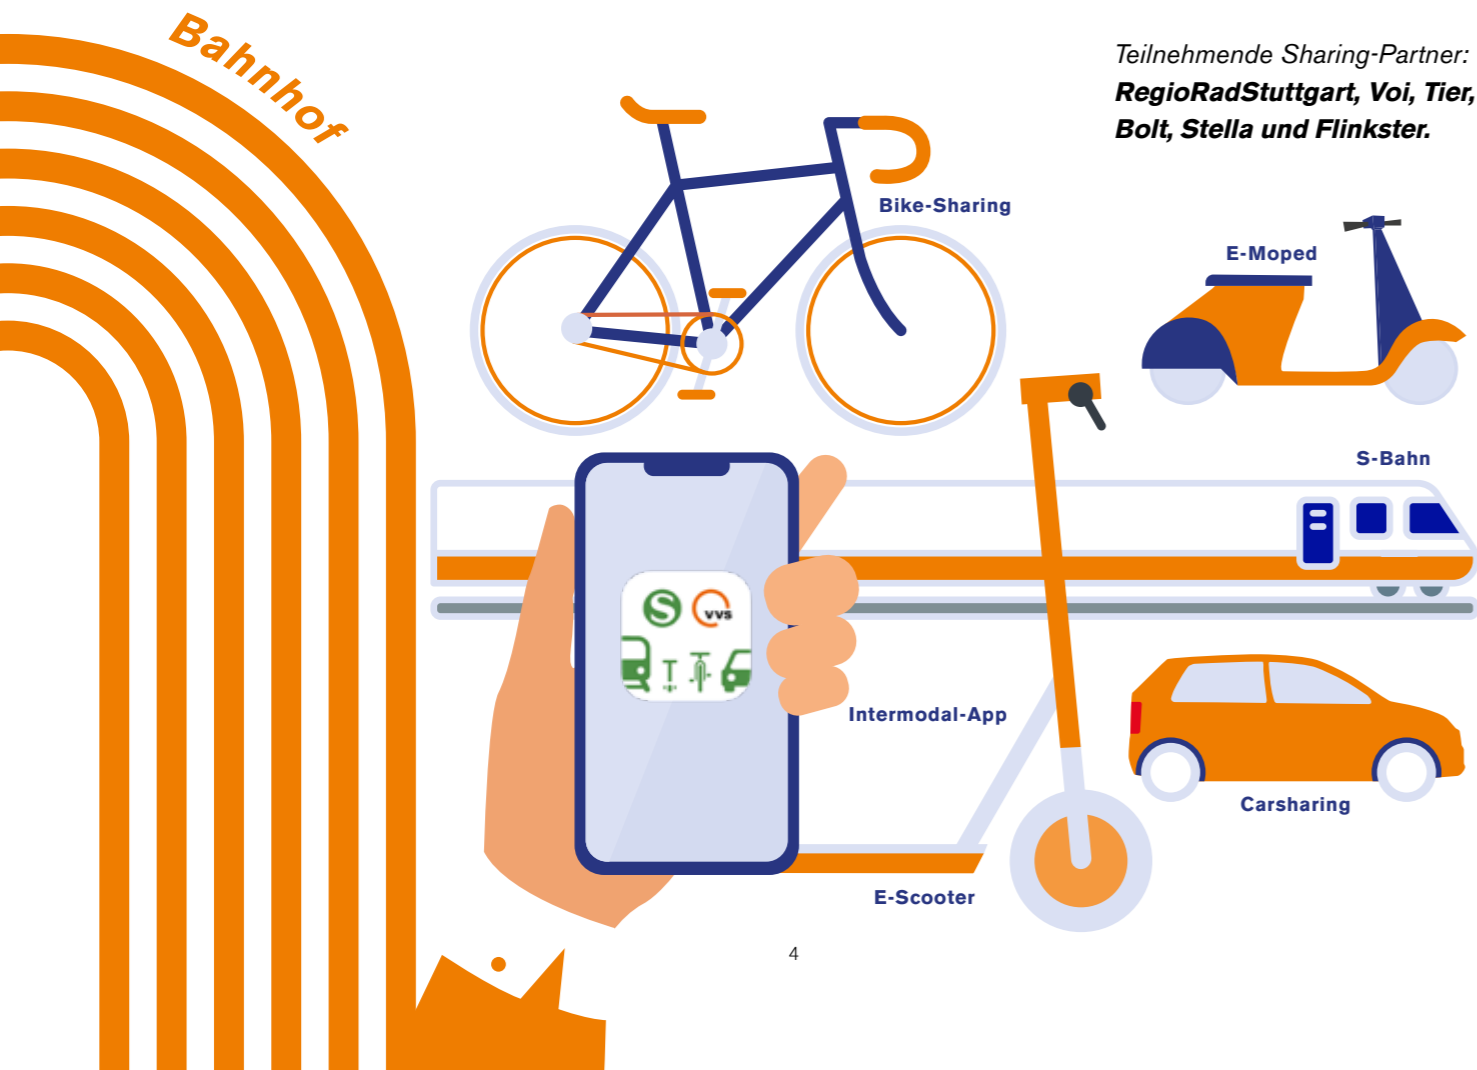 Bahnhof
Teilnehmende Sharing-Partner:
RegioRadStuttgart, Voi, Tier,
Bolt, Stella und Flinkster.
Bike-Sharing
E-Moped
S-Bahn
S
vvs
Intermodal-App
Carsharing
E-Scooter
4